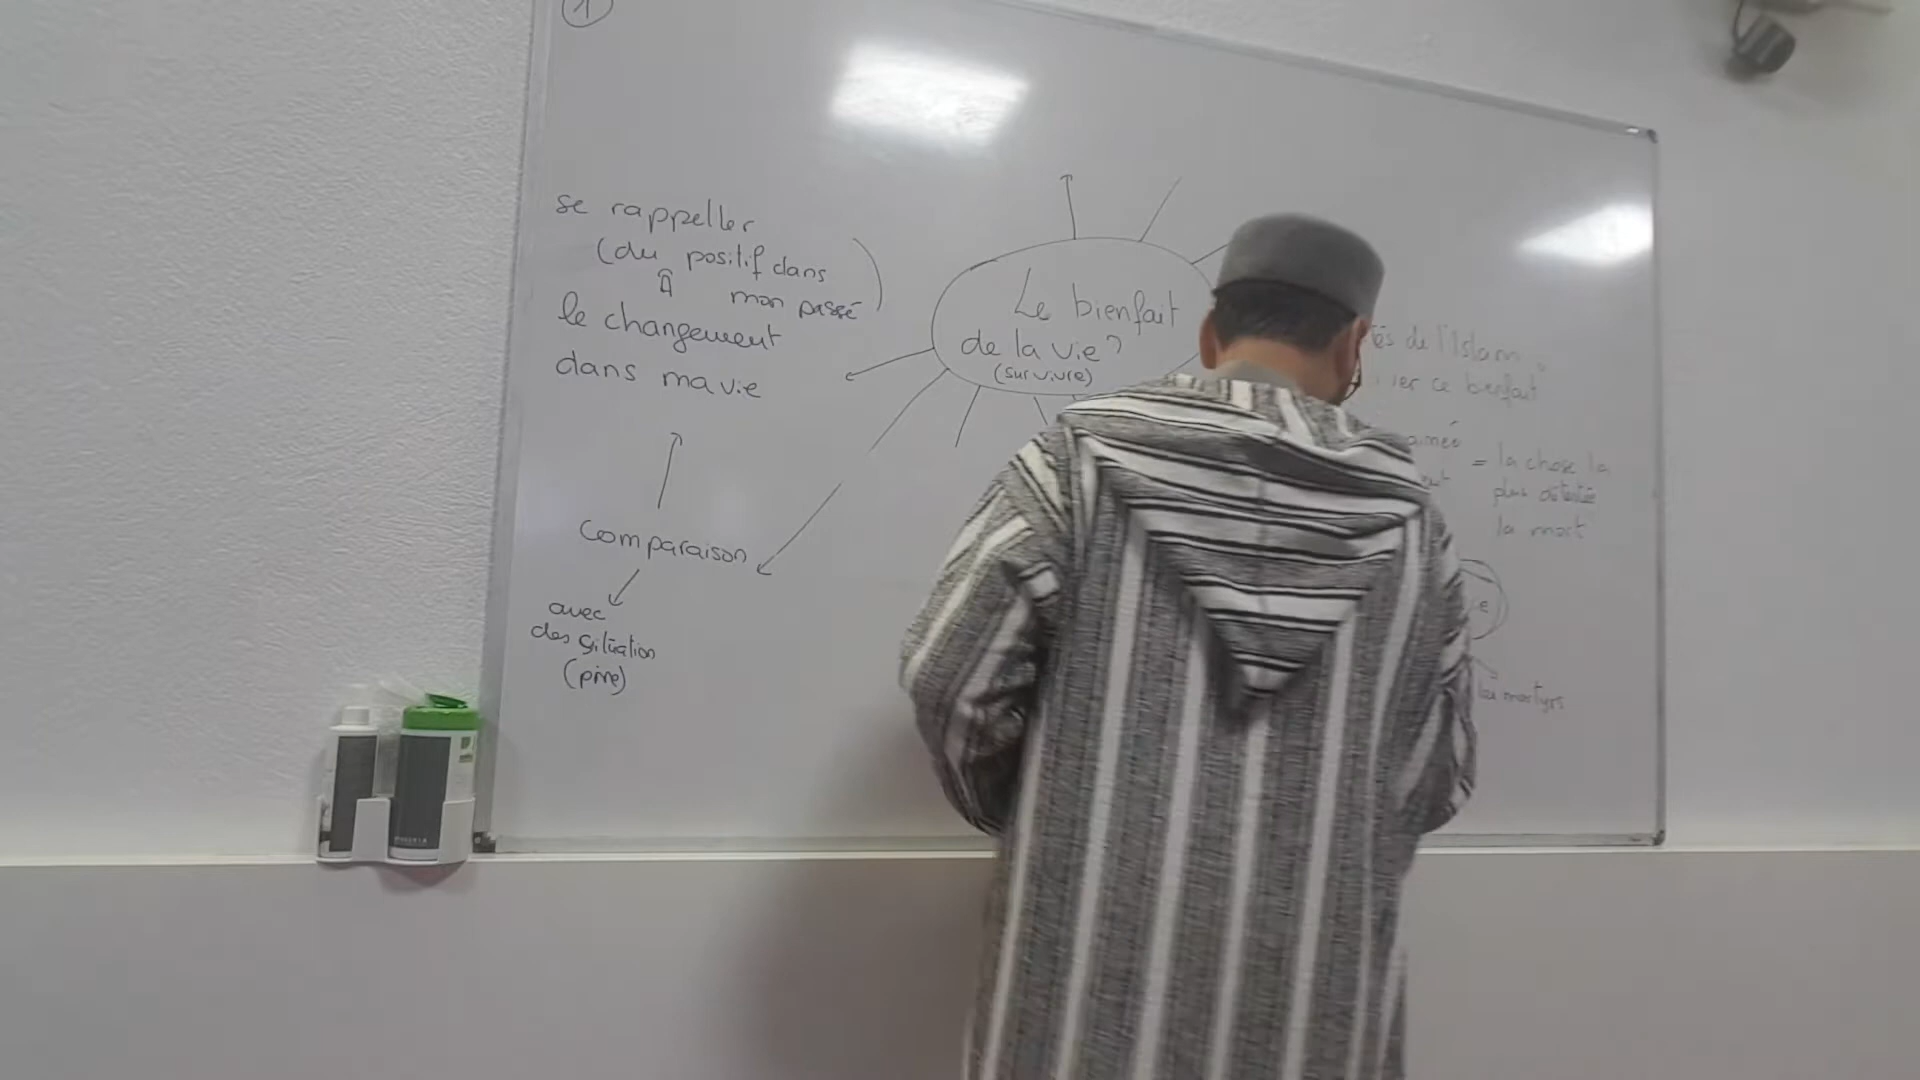 1
se rappeller
(du positif dans
mon passé)
le changement
dans ma vie
Comparaison
avec
des situation
(pire)
Le bienfait
de la vie?
(survivre)
de l'Islam
ce bienfait"
aimée
= la chose la
plus détestée
la mort
les martyrs